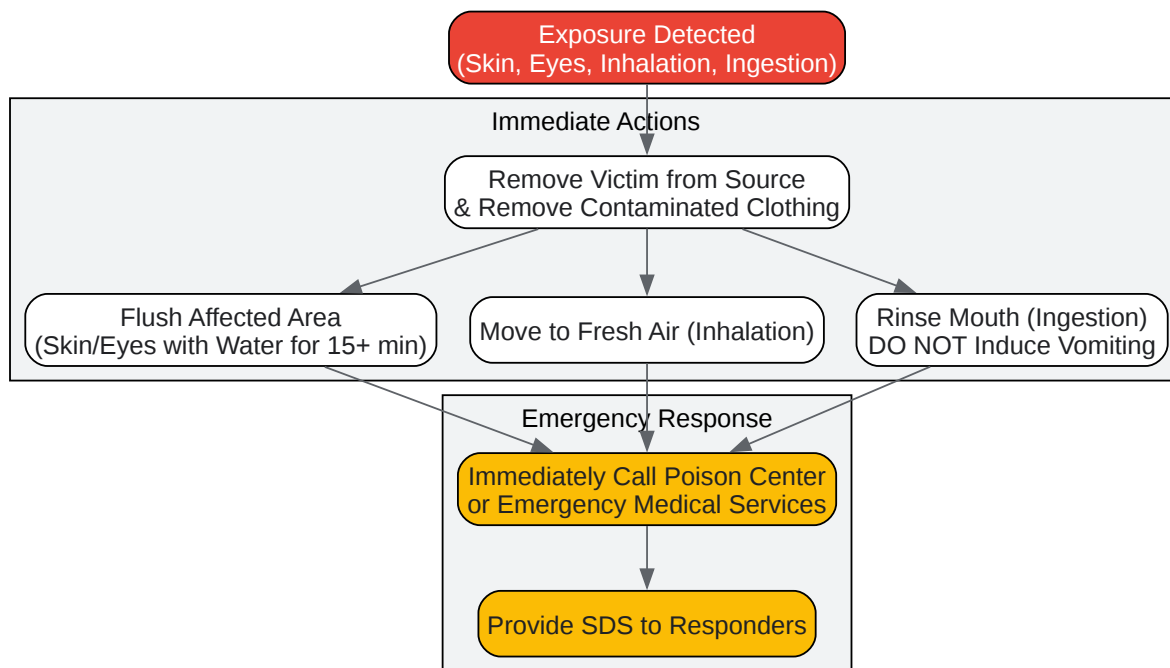 Exposure Detected
(Skin, Eyes, Inhalation, Ingestion)
Immediate Actions
Remove Victim from Source
& Remove Contaminated Clothing
Flush Affected Area
(Skin/Eyes with Water for 15+ min)
Move to Fresh Air (Inhalation)
Rinse Mouth (Ingestion)
DO NOT Induce Vomiting
Emergency Response
Immediately Call Poison Center
or Emergency Medical Services
Provide SDS to Responders